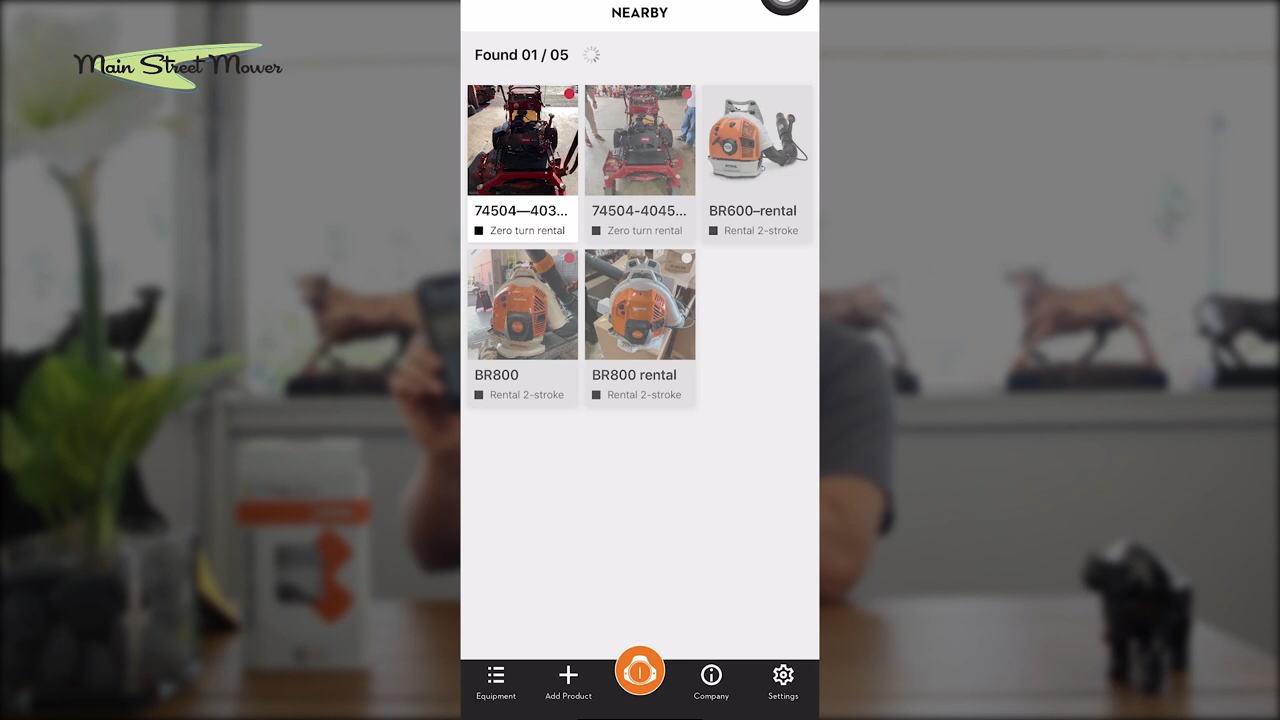 Main Street Mower
NEARBY
Found 01 / 05
74504—403...
Zero turn rental
74504-4045...
Zero turn rental
BR600–rental
Rental 2-stroke
BR800
Rental 2-stroke
BR800 rental
Rental 2-stroke
Equipment
Add Product
Company
Settings